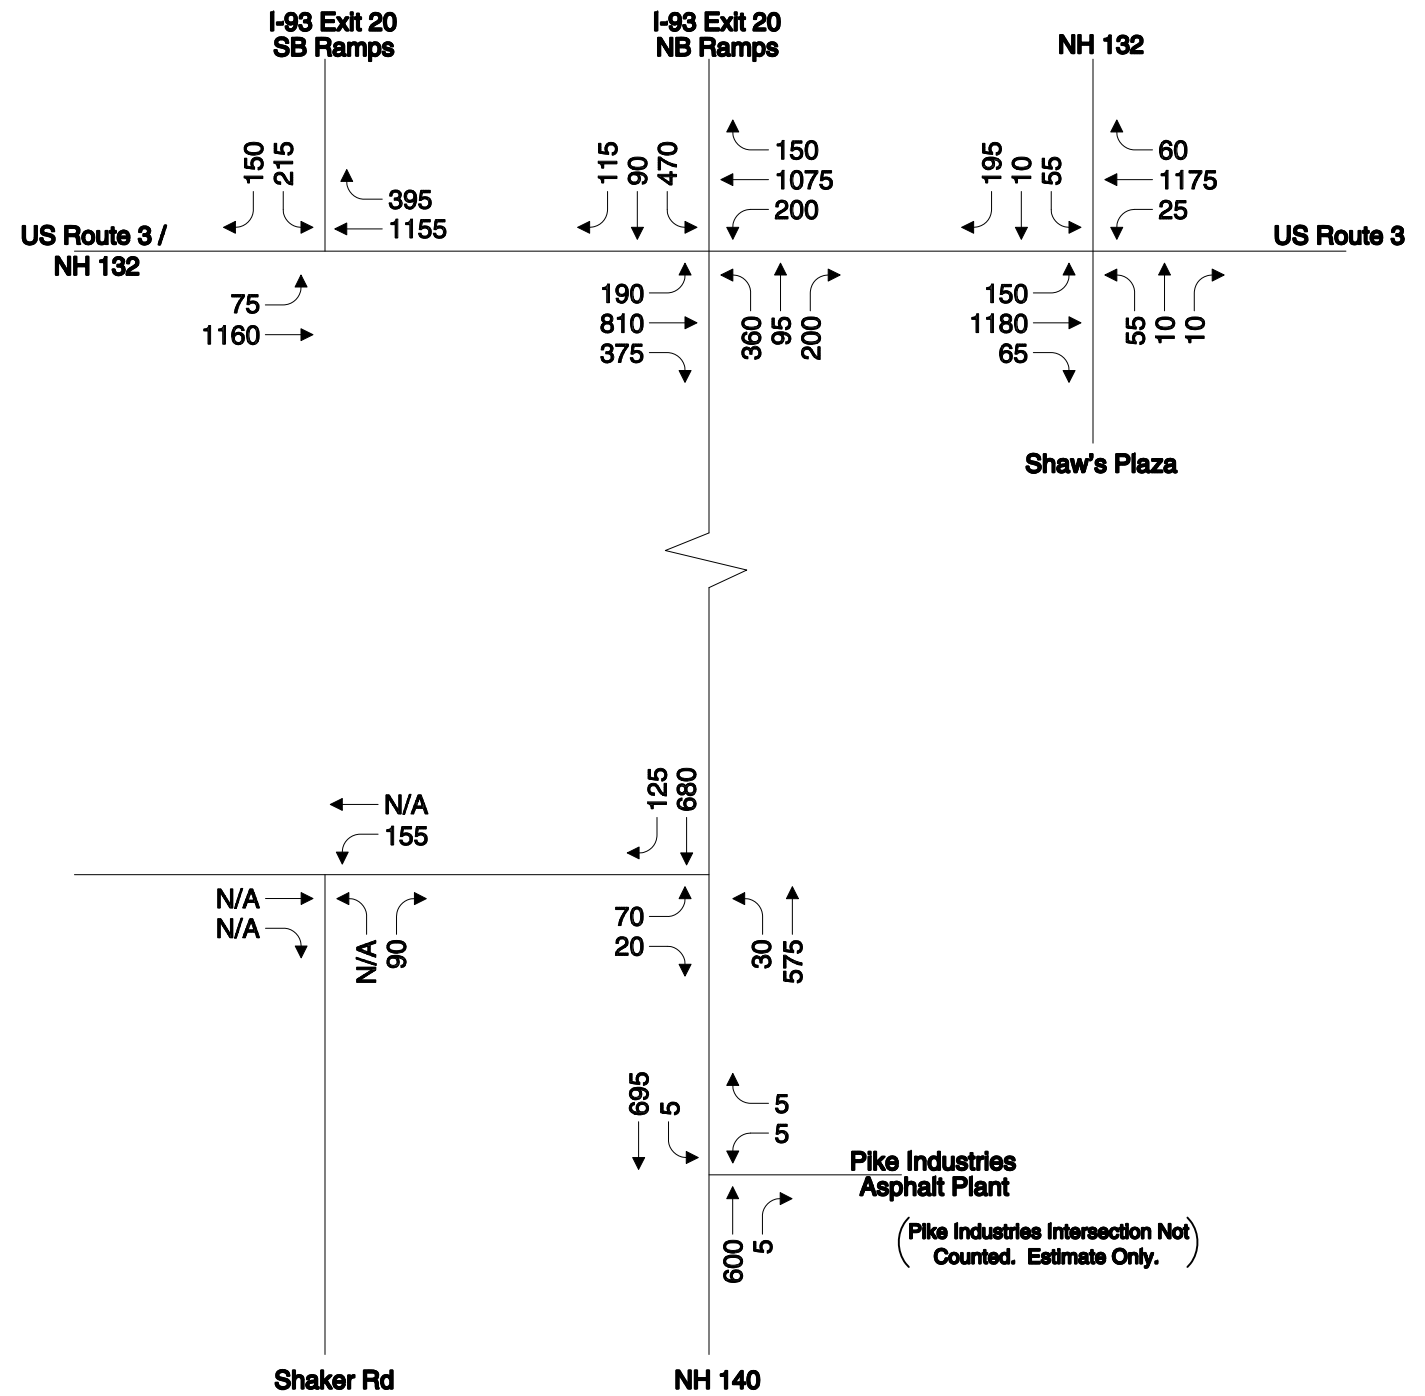 I-93 Exit 20
SB Ramps
I-93 Exit 20
NB Ramps
NH 132
150
215
395
1155
115
90
470
150
1075
200
195
10
55
60
1175
25
US Route 3 /
NH 132
US Route 3
75
1160
190
810
375
360
95
200
150
1180
65
55
10
10
Shaw's Plaza
N/A
155
125
680
N/A
N/A
N/A
90
70
20
30
575
695
5
5
5
Pike Industries
Asphalt Plant
600
5
(Pike Industries Intersection Not
Counted. Estimate Only.)
Shaker Rd
NH 140